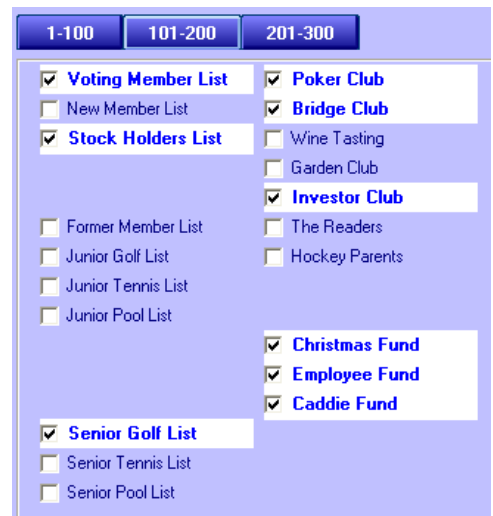 1-100 101-200 201-300
Voting Member List
New Member List
Stock Holders List
Former Member List
Junior Golf List
Junior Tennis List
Junior Pool List
Senior Golf List
Senior Tennis List
Senior Pool List
Poker Club
Bridge Club
Wine Tasting
Garden Club
Investor Club
The Readers
Hockey Parents
Christmas Fund
Employee Fund
Caddie Fund